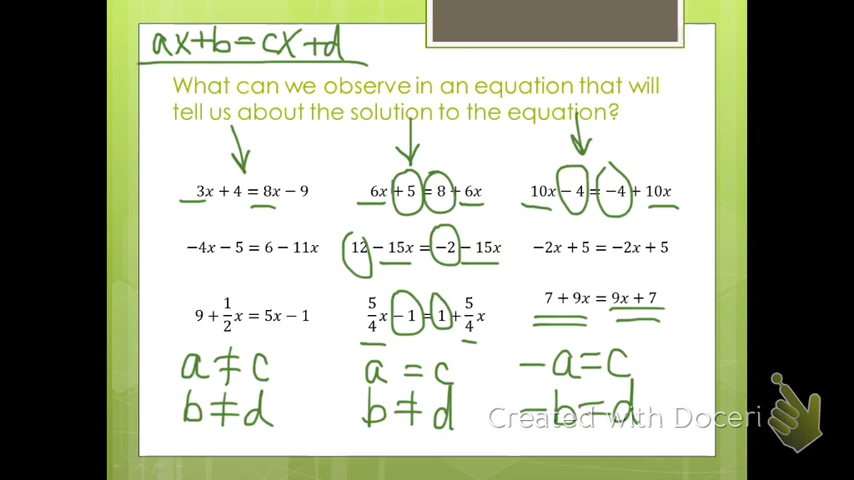 ax+b=cx+d
What can we observe in an equation that will
tell us about the solution to the equation?
3x + 4 = 8x − 9
6x + 5 = 8 + 6x
10x − 4 = −4 + 10x
−4x − 5 = 6 − 11x
12 − 15x = −2 − 15x
−2x + 5 = −2x + 5
9 + 1/2 x = 5x − 1
5/4 x − 1 = 1 + 5/4 x
7 + 9x = 9x + 7
a ≠ c
a = c
-a=c
b ≠ d
b ≠ d
-b=d
Created with Doceri